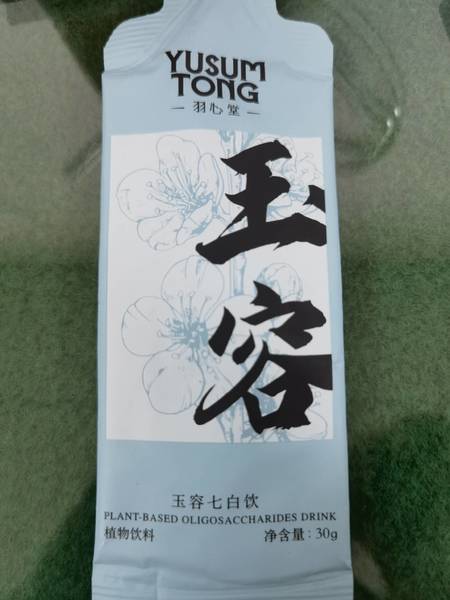 YUSUM
TONG
— 羽心堂 —
玉容
玉容七白饮
PLANT-BASED OLIGOSACCHARIDES DRINK
植物饮料 净含量：30g